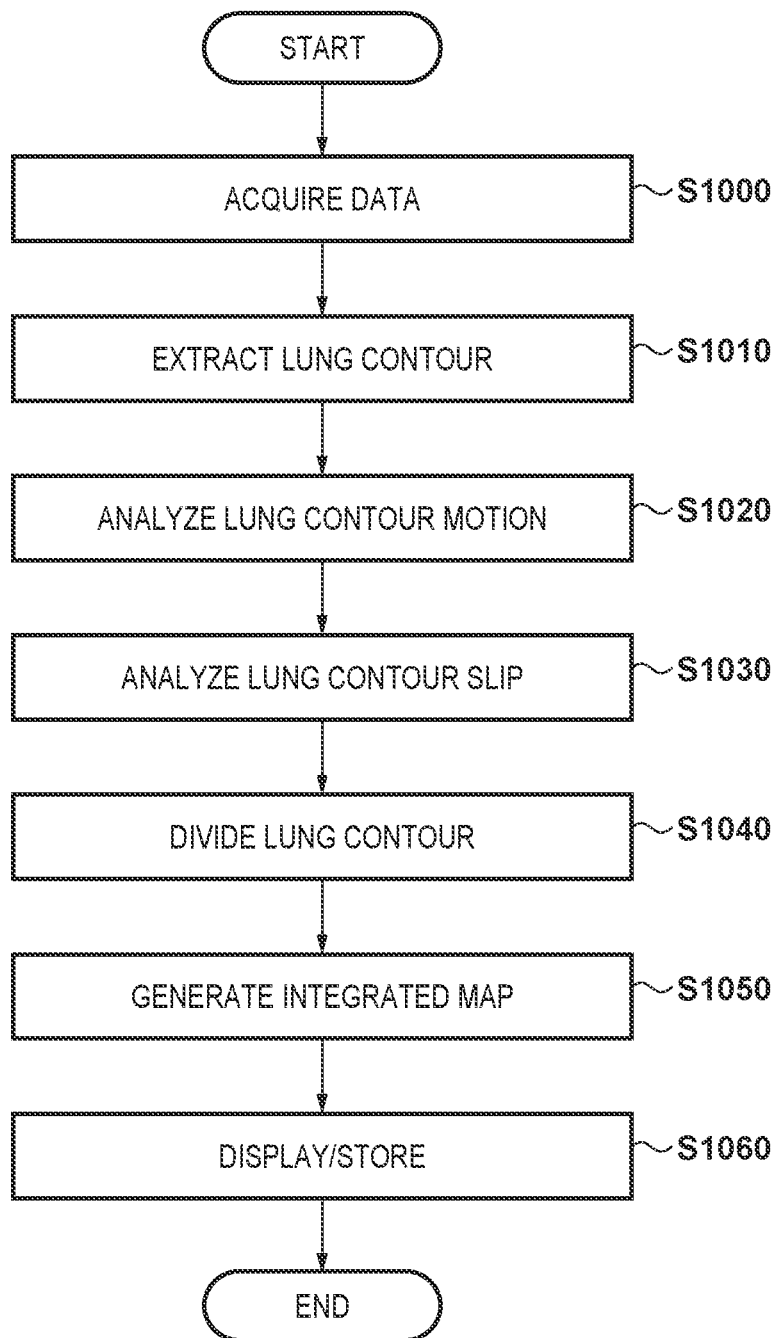 START
ACQUIRE DATA
S1000
EXTRACT LUNG CONTOUR
S1010
ANALYZE LUNG CONTOUR MOTION
S1020
ANALYZE LUNG CONTOUR SLIP
S1030
DIVIDE LUNG CONTOUR
S1040
GENERATE INTEGRATED MAP
S1050
DISPLAY/STORE
S1060
END